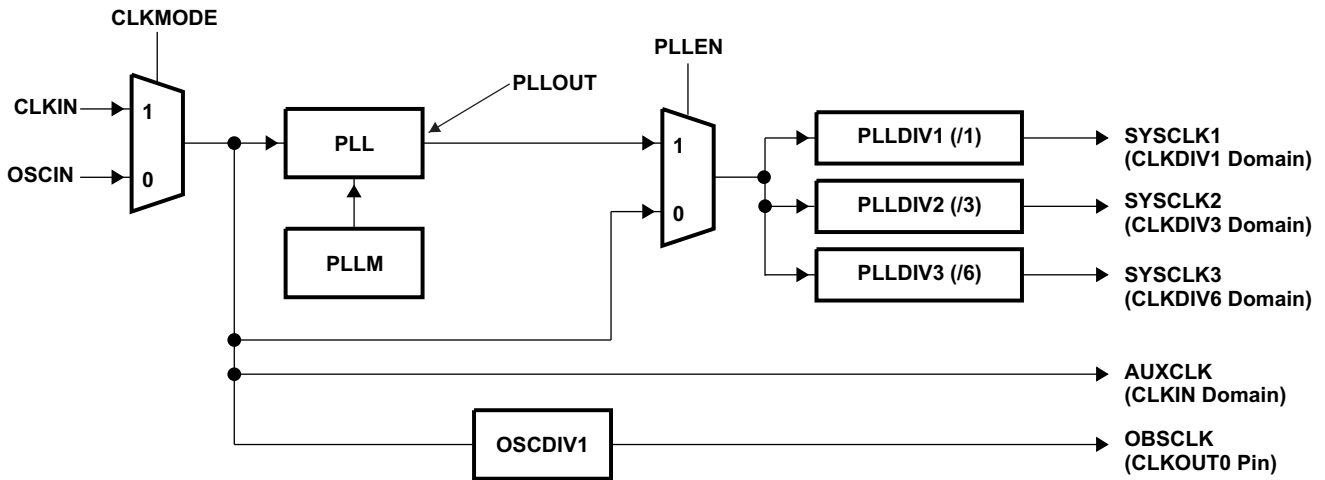 CLKMODE
PLLEN
PLLOUT
CLKIN
1
OSCIN
0
PLL
PLLM
1
0
PLLDIV1 (/1)
SYSCLK1
(CLKDIV1 Domain)
PLLDIV2 (/3)
SYSCLK2
(CLKDIV3 Domain)
PLLDIV3 (/6)
SYSCLK3
(CLKDIV6 Domain)
AUXCLK
(CLKIN Domain)
OSCDIV1
OBSCLK
(CLKOUT0 Pin)